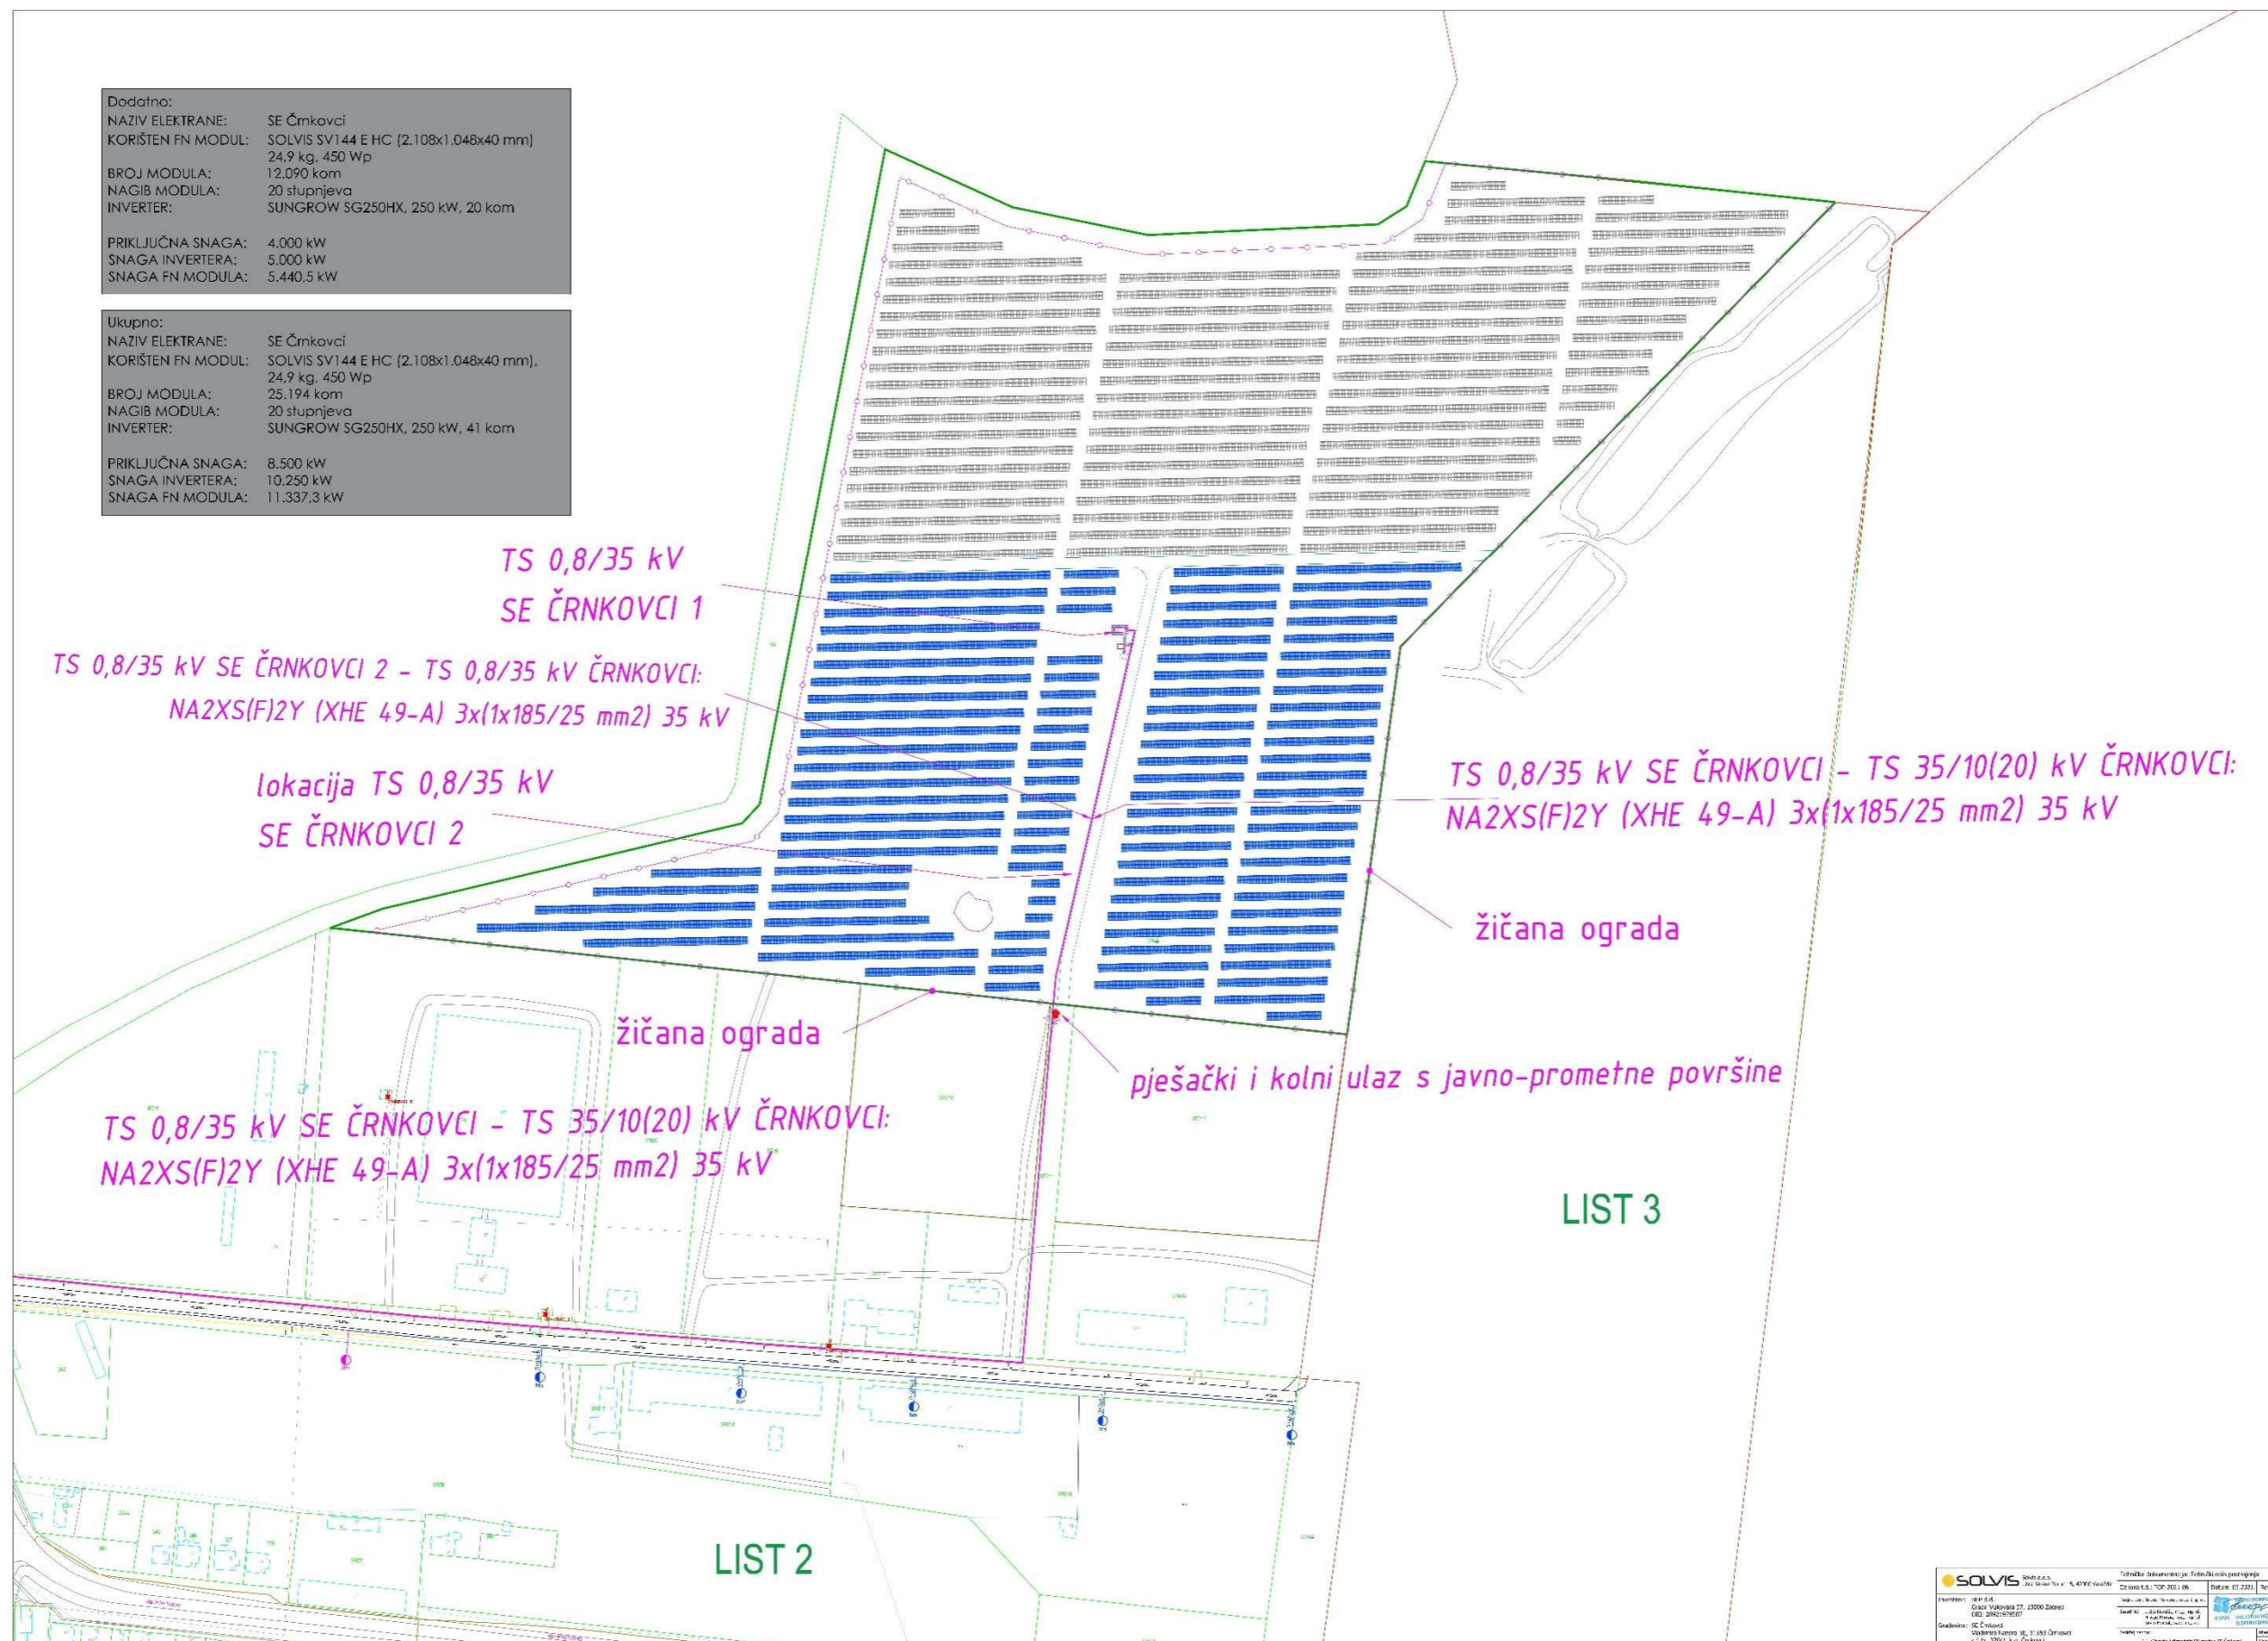 Dodatno:
NAZIV ELEKTRANE: SE Črnkovci
KORIŠTEN FN MODUL: SOLVIS SV144 E HC (2.108x1.048x40 mm)
24,9 kg, 450 Wp
BROJ MODULA: 12.090 kom
NAGIB MODULA: 20 stupnjeva
INVERTER: SUNGROW SG250HX, 250 kW, 20 kom
PRIKLJUČNA SNAGA: 4.000 kW
SNAGA INVERTERA: 5.000 kW
SNAGA FN MODULA: 5.440,5 kW
Ukupno:
NAZIV ELEKTRANE: SE Črnkovci
KORIŠTEN FN MODUL: SOLVIS SV144 E HC (2.108x1.048x40 mm),
24,9 kg, 450 Wp
BROJ MODULA: 25.194 kom
NAGIB MODULA: 20 stupnjeva
INVERTER: SUNGROW SG250HX, 250 kW, 41 kom
PRIKLJUČNA SNAGA: 8.500 kW
SNAGA INVERTERA: 10.250 kW
SNAGA FN MODULA: 11.337,3 kW
TS 0,8/35 kV
SE ČRNKOVCI 1
TS 0,8/35 kV SE ČRNKOVCI 2 - TS 0,8/35 kV ČRNKOVCI:
NA2XS(F)2Y (XHE 49-A) 3x(1x185/25 mm2) 35 kV
lokacija TS 0,8/35 kV
SE ČRNKOVCI 2
TS 0,8/35 kV SE ČRNKOVCI - TS 35/10(20) kV ČRNKOVCI:
NA2XS(F)2Y (XHE 49-A) 3x(1x185/25 mm2) 35 kV
žičana ograda
žičana ograda
pješački i kolni ulaz s javno-prometne površine
TS 0,8/35 kV SE ČRNKOVCI - TS 35/10(20) kV ČRNKOVCI:
NA2XS(F)2Y (XHE 49-A) 3x(1x185/25 mm2) 35 kV
LIST 3
LIST 2
SOLVIS